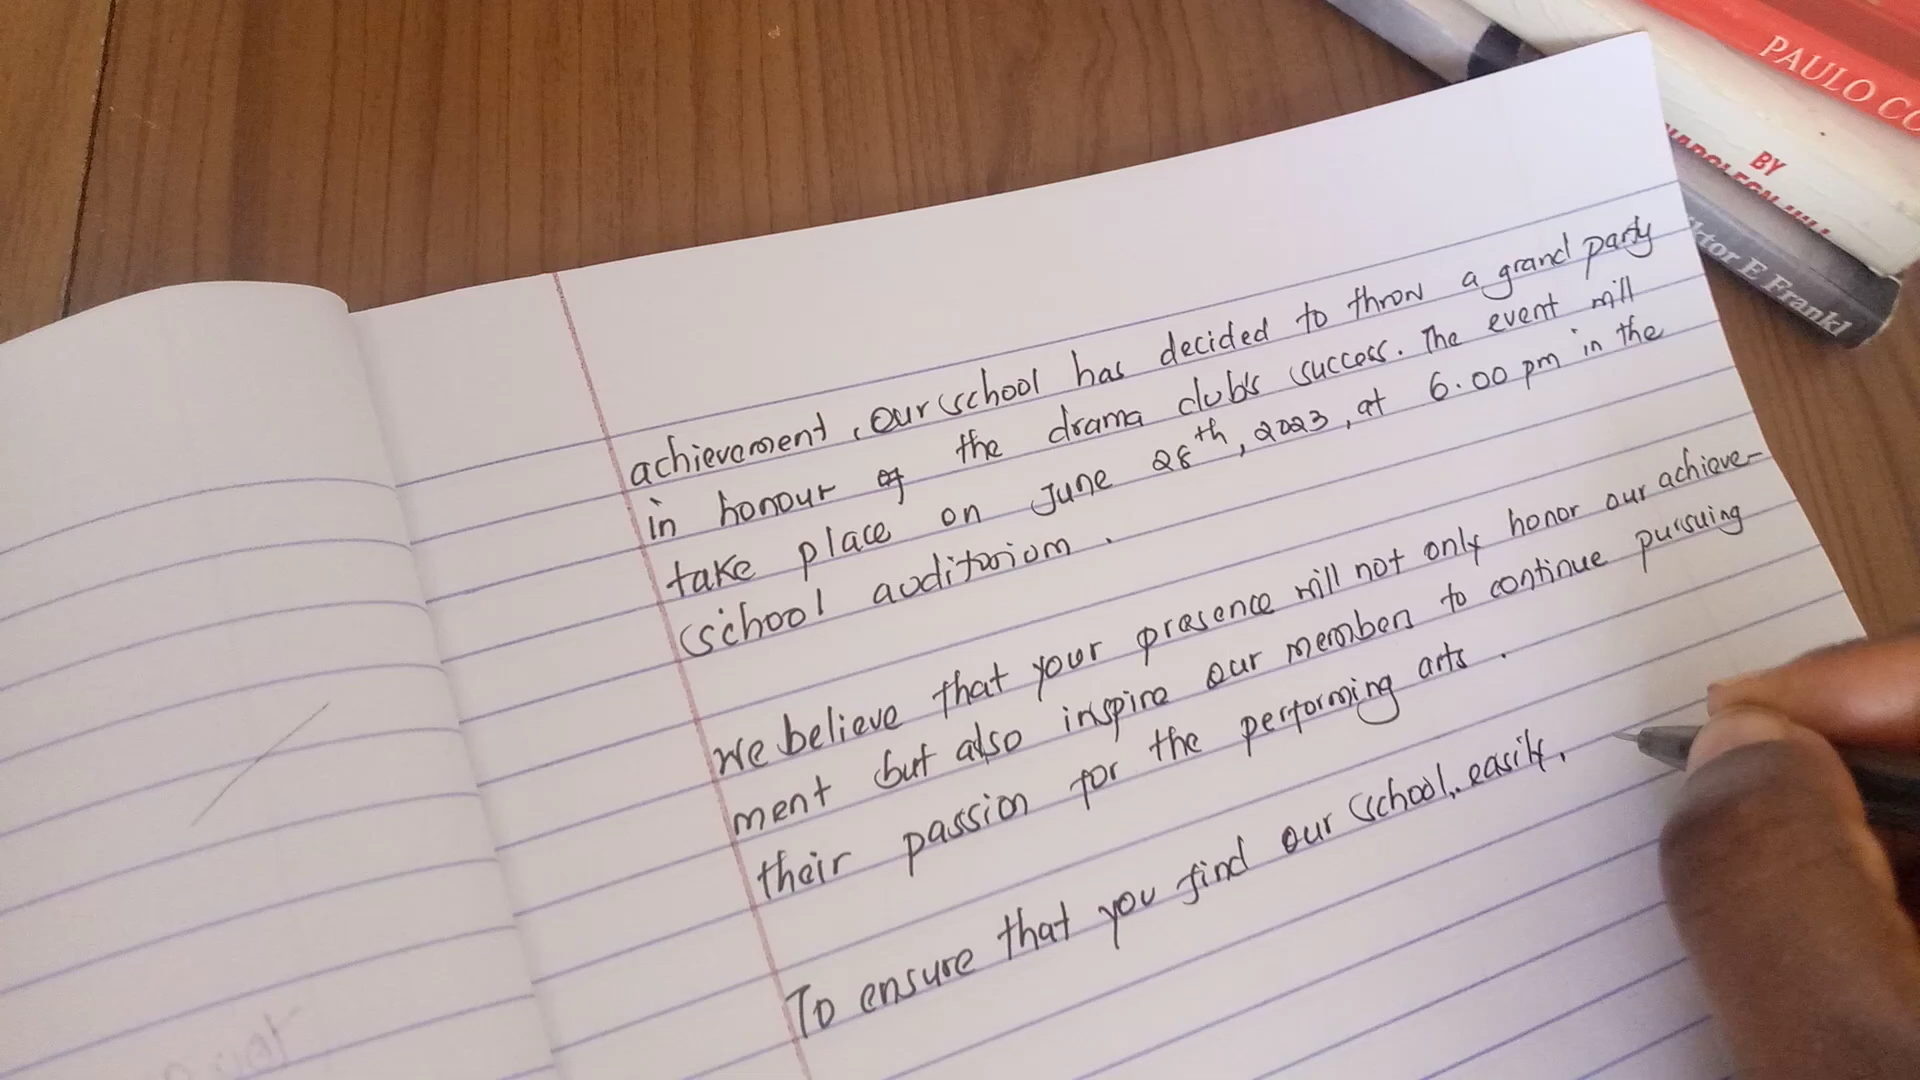 achievement, our school has decided to throw a grand party
in honour of the drama club's success. The event will
take place on June 28th, 2023, at 6.00 pm in the
school auditorium.
we believe that your presence will not only honor our achieve-
ment but also inspire our members to continue pursuing
their passion for the performing arts.
To ensure that you find our school, easily,
PAULO CO
BY
ktor E Frankl